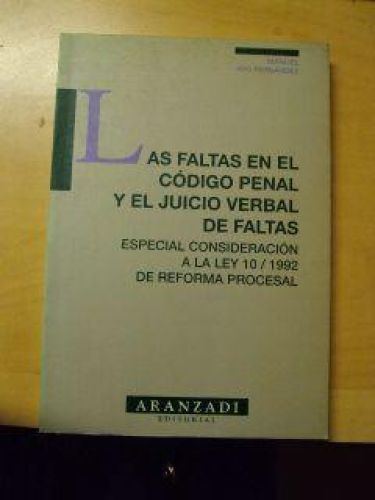 MANUEL
LAS FALTAS EN EL
CÓDIGO PENAL
Y EL JUICIO VERBAL
DE FALTAS
ESPECIAL CONSIDERACIÓN
A LA LEY 10 / 1992
DE REFORMA PROCESAL
ARANZADI
EDITORIAL